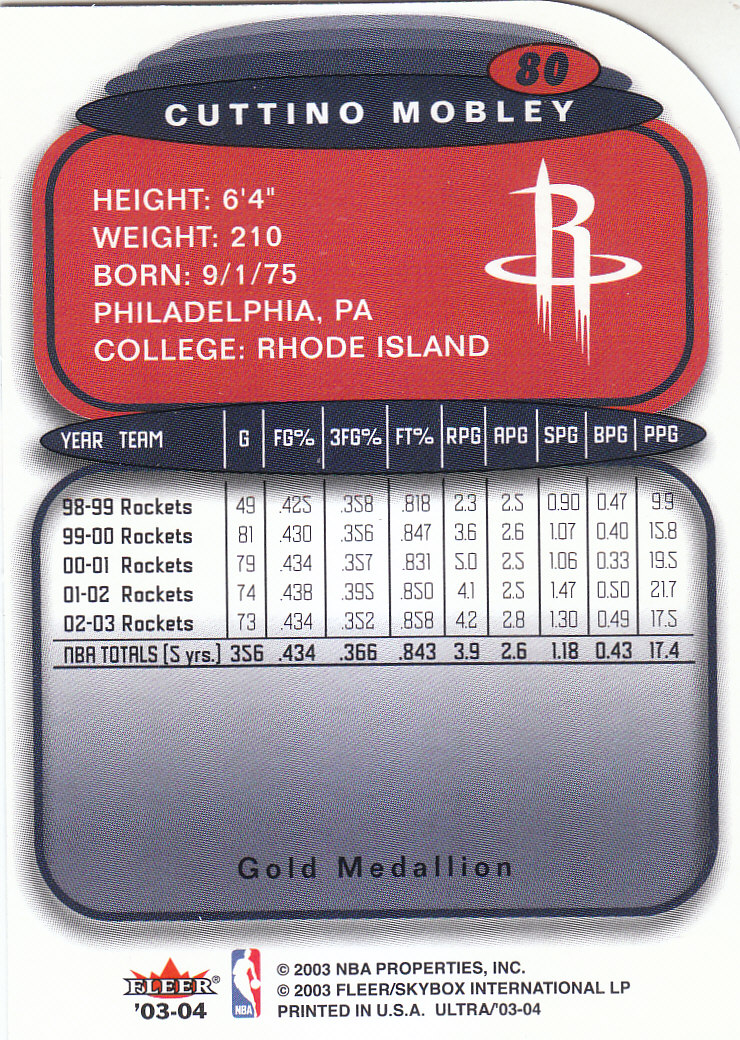 80
CUTTINO MOBLEY
HEIGHT: 6'4"
WEIGHT: 210
BORN: 9/1/75
PHILADELPHIA, PA
COLLEGE: RHODE ISLAND
R
YEAR TEAM G FG% 3FG% FT% RPG APG SPG BPG PPG
98-99 Rockets 49 .425 .358 .818 2.3 2.5 0.90 0.47 9.9
99-00 Rockets 81 .430 .356 .847 3.6 2.6 1.07 0.40 15.8
00-01 Rockets 79 .434 .357 .831 5.0 2.5 1.06 0.33 19.5
01-02 Rockets 74 .438 .395 .850 4.1 2.5 1.47 0.50 21.7
02-03 Rockets 73 .434 .352 .858 4.2 2.8 1.30 0.49 17.5
NBA TOTALS (5 yrs.) 356 .434 .366 .843 3.9 2.6 1.18 0.43 17.4
Gold Medallion
FLEER®
'03-04
NBA
© 2003 NBA PROPERTIES, INC.
© 2003 FLEER/SKYBOX INTERNATIONAL LP
PRINTED IN U.S.A. ULTRA/'03-04